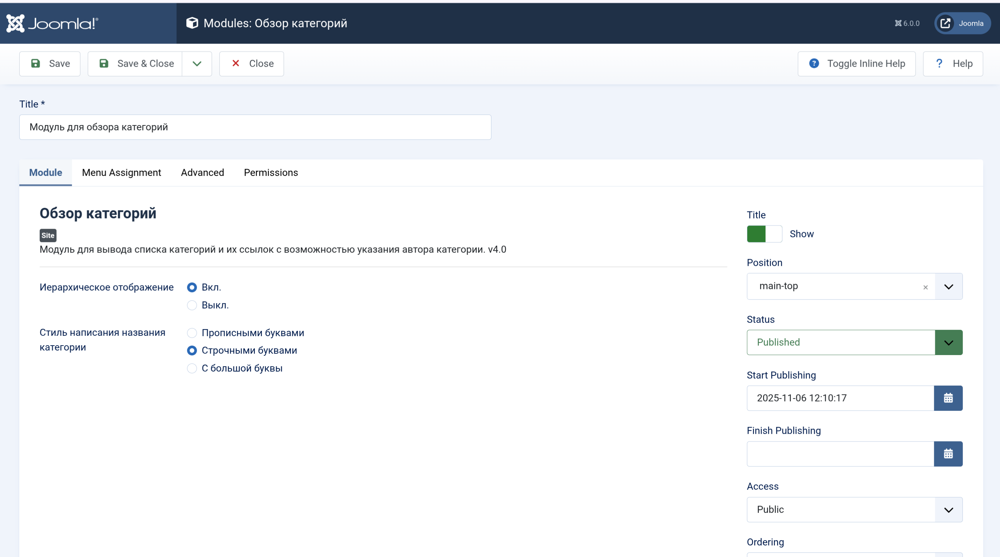 Joomla!
Modules: Обзор категорий
6.0.0
Joomla
Save
Save & Close
Close
Toggle Inline Help
Help
Title *
Модуль для обзора категорий
Module
Menu Assignment
Advanced
Permissions
Обзор категорий
Site
Модуль для вывода списка категорий и их ссылок с возможностью указания автора категории. v4.0
Иерархическое отображение
Вкл.
Выкл.
Стиль написания названия
категории
Прописными буквами
Строчными буквами
С большой буквы
Title
Show
Position
main-top
Status
Published
Start Publishing
2025-11-06 12:10:17
Finish Publishing
Access
Public
Ordering